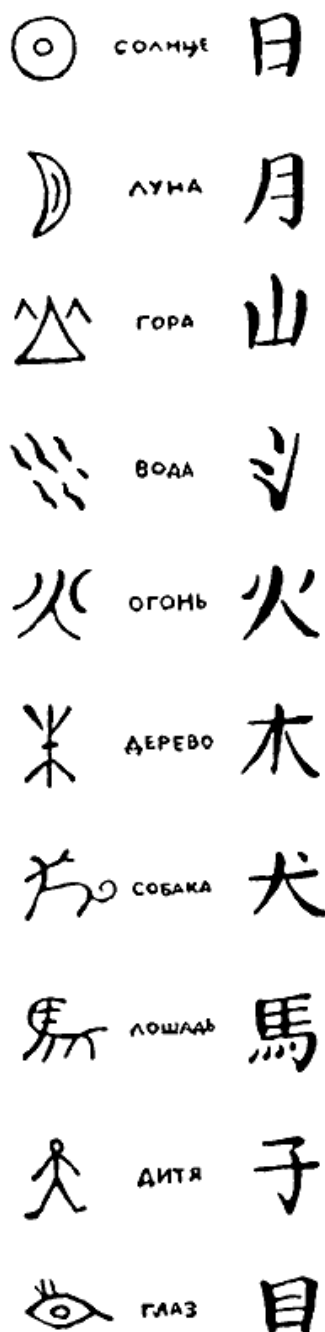 СОЛНЦЕ 日
ЛУНА 月
ГОРА 山
ВОДА 氵
ОГОНЬ 火
ДЕРЕВО 木
СОБАКА 犬
ЛОШАДЬ 馬
ДИТЯ 子
ГЛАЗ 目